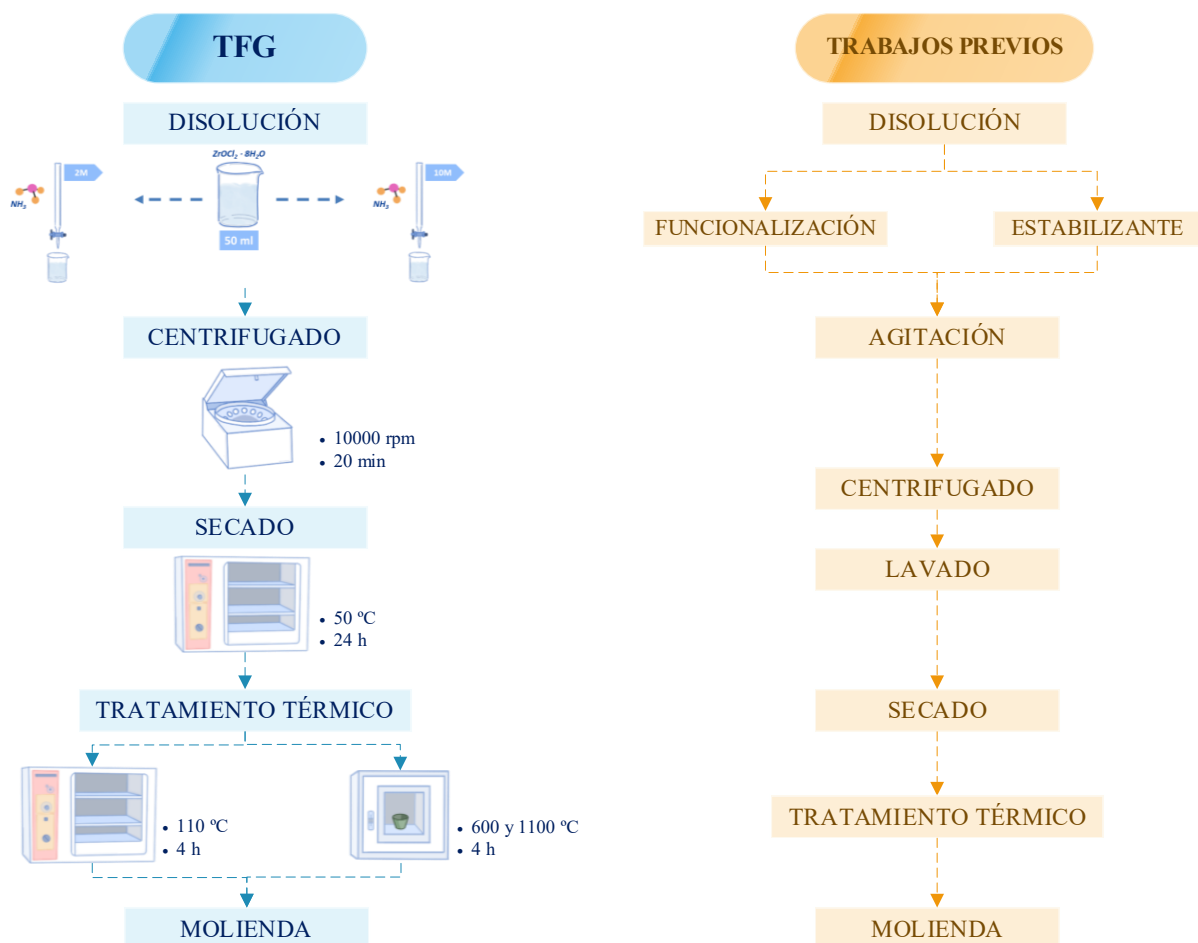 TFG
DISOLUCIÓN
ZrOCl₂ - 8H₂O
2M
NH₃
10M
NH₃
50 ml
CENTRIFUGADO
• 10000 rpm
• 20 min
SECADO
• 50 ºC
• 24 h
TRATAMIENTO TÉRMICO
• 110 ºC
• 4 h
• 600 y 1100 ºC
• 4 h
MOLIENDA
TRABAJOS PREVIOS
DISOLUCIÓN
FUNCIONALIZACIÓN
ESTABILIZANTE
AGITACIÓN
CENTRIFUGADO
LAVADO
SECADO
TRATAMIENTO TÉRMICO
MOLIENDA